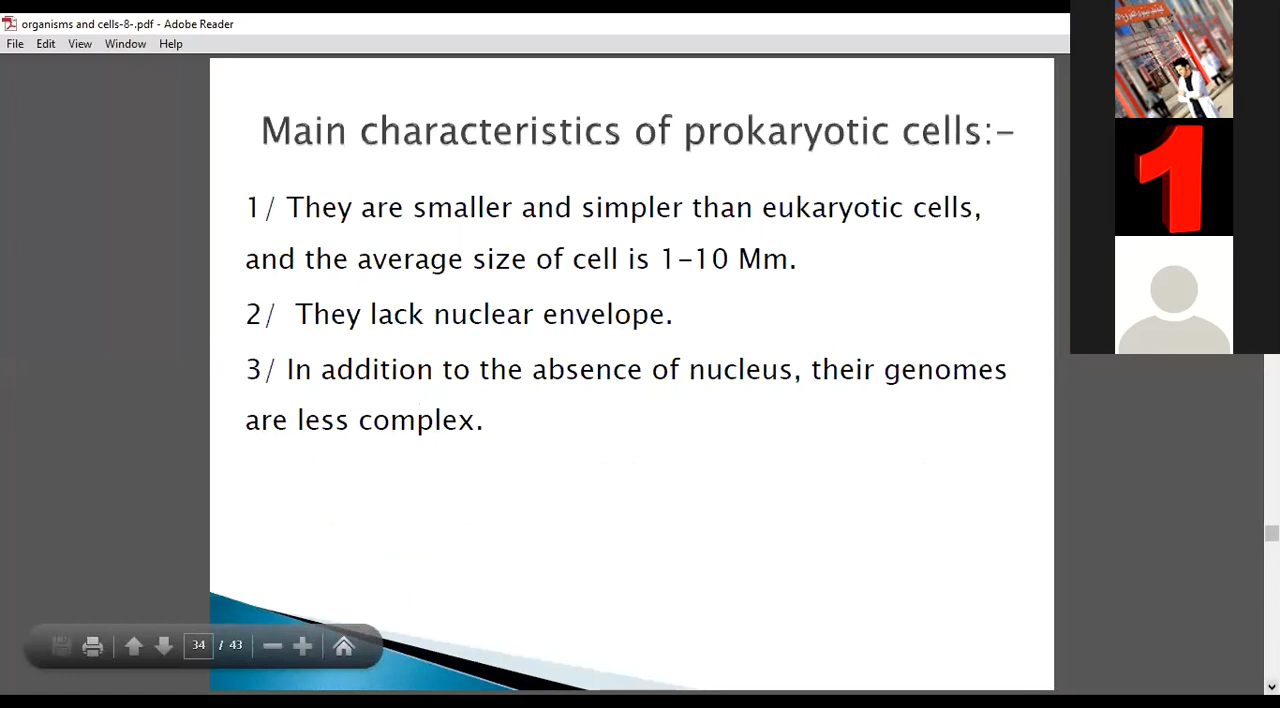 organisms and cells-8-.pdf - Adobe Reader
File Edit View Window Help
Main characteristics of prokaryotic cells:-
1/ They are smaller and simpler than eukaryotic cells,
and the average size of cell is 1-10 Mm.
2/ They lack nuclear envelope.
3/ In addition to the absence of nucleus, their genomes
are less complex.
34 / 43
1